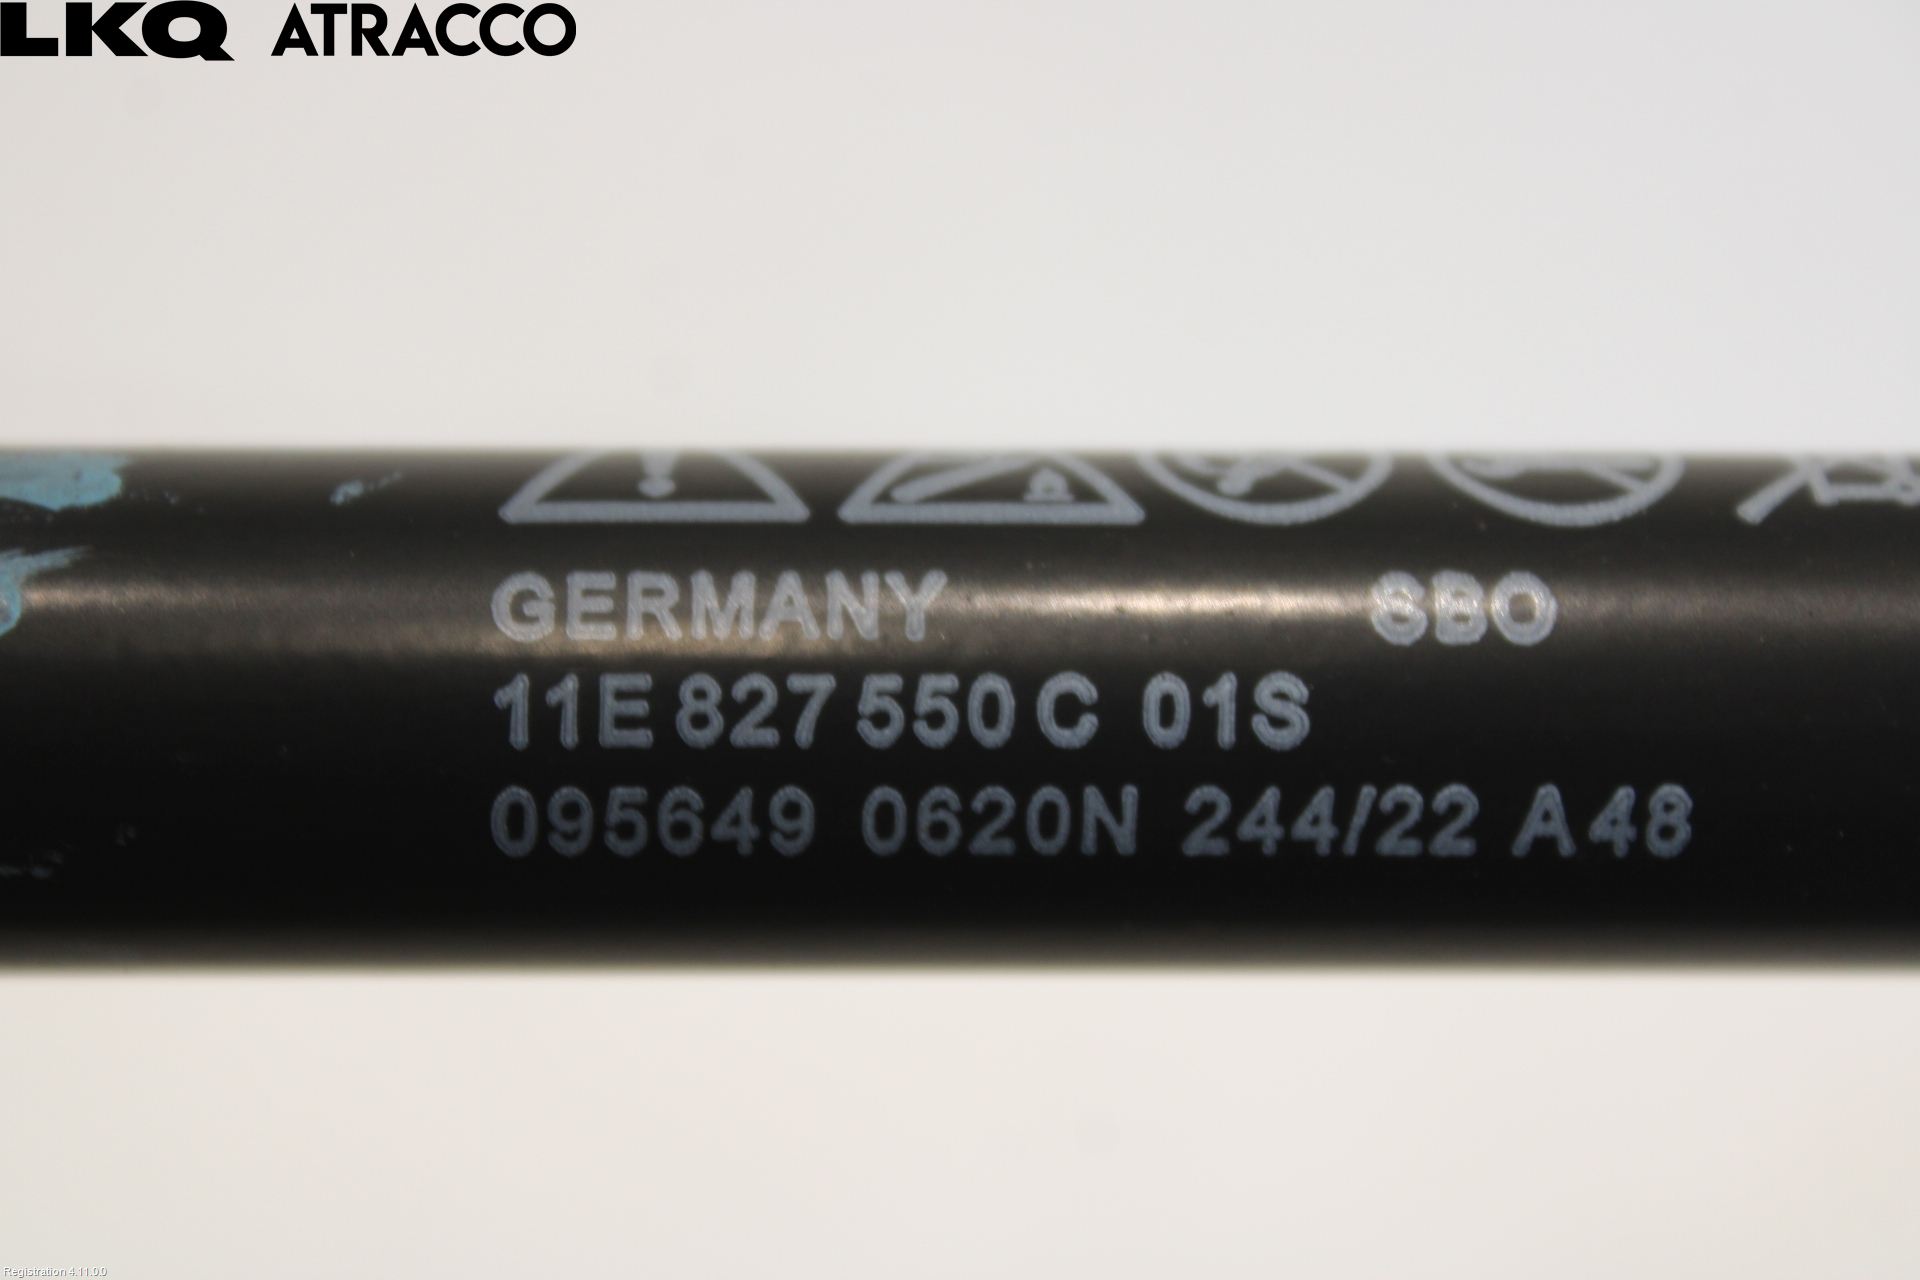 LKQ ATRACCO
GERMANY SBO
11E 827 550 C 01S
095649 0620N 244/22 A48
Registration 4.11.0.0